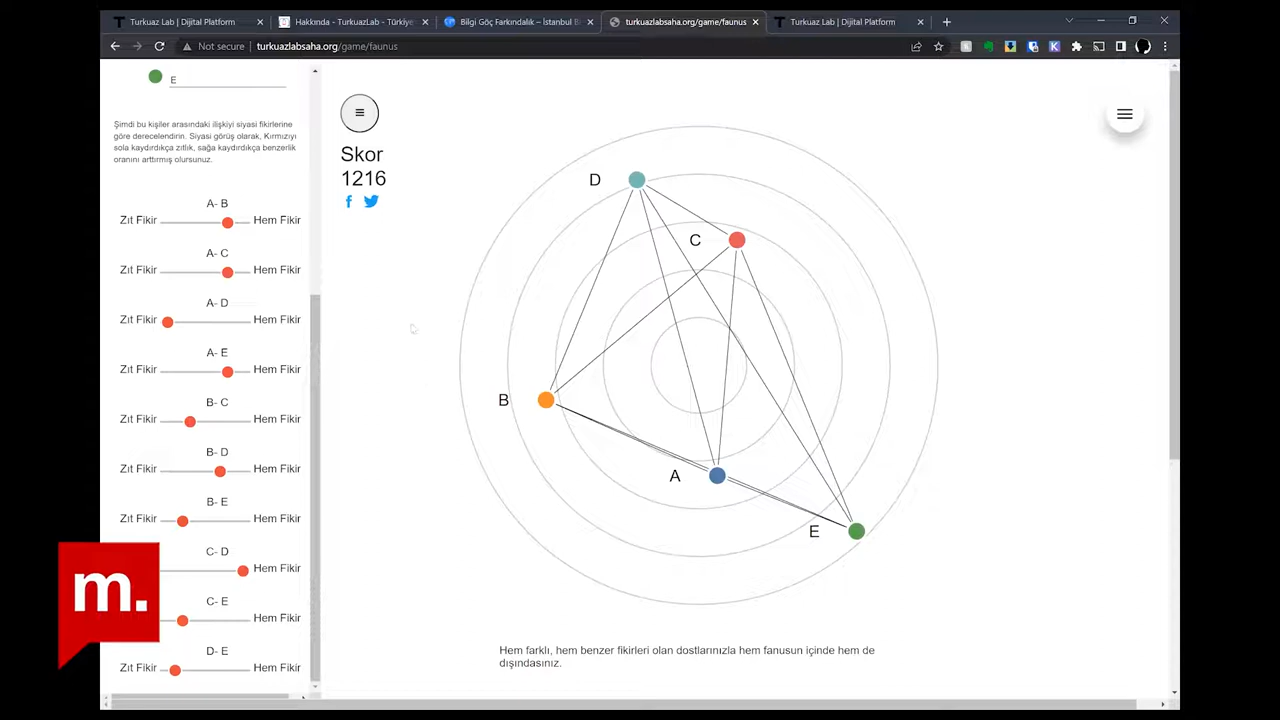 Turkuaz Lab | Dijital Platform
Hakkında - TurkuazLab - Türkiye
Bilgi Göç Farkındalık – İstanbul B
turkuazlabsaha.org/game/faunus
Turkuaz Lab | Dijital Platform
Not secure
turkuazlabsaha.org/game/faunus
E
Şimdi bu kişiler arasındaki ilişkiyi siyasi fikirlerine
göre derecelendirin. Siyasi görüş olarak, Kırmızıyı
sola kaydırdıkça zıtlık, sağa kaydırdıkça benzerlik
oranını arttırmış olursunuz.
A- B
Zıt Fikir Hem Fikir
A- C
Zıt Fikir Hem Fikir
A- D
Zıt Fikir Hem Fikir
A- E
Zıt Fikir Hem Fikir
B- C
Zıt Fikir Hem Fikir
B- D
Zıt Fikir Hem Fikir
B- E
Zıt Fikir Hem Fikir
C- D
Hem Fikir
C- E
Hem Fikir
D- E
Zıt Fikir Hem Fikir
m.
Skor
1216
D
C
B
A
E
Hem farklı, hem benzer fikirleri olan dostlarınızla hem fanusun içinde hem de
dışındasınız.